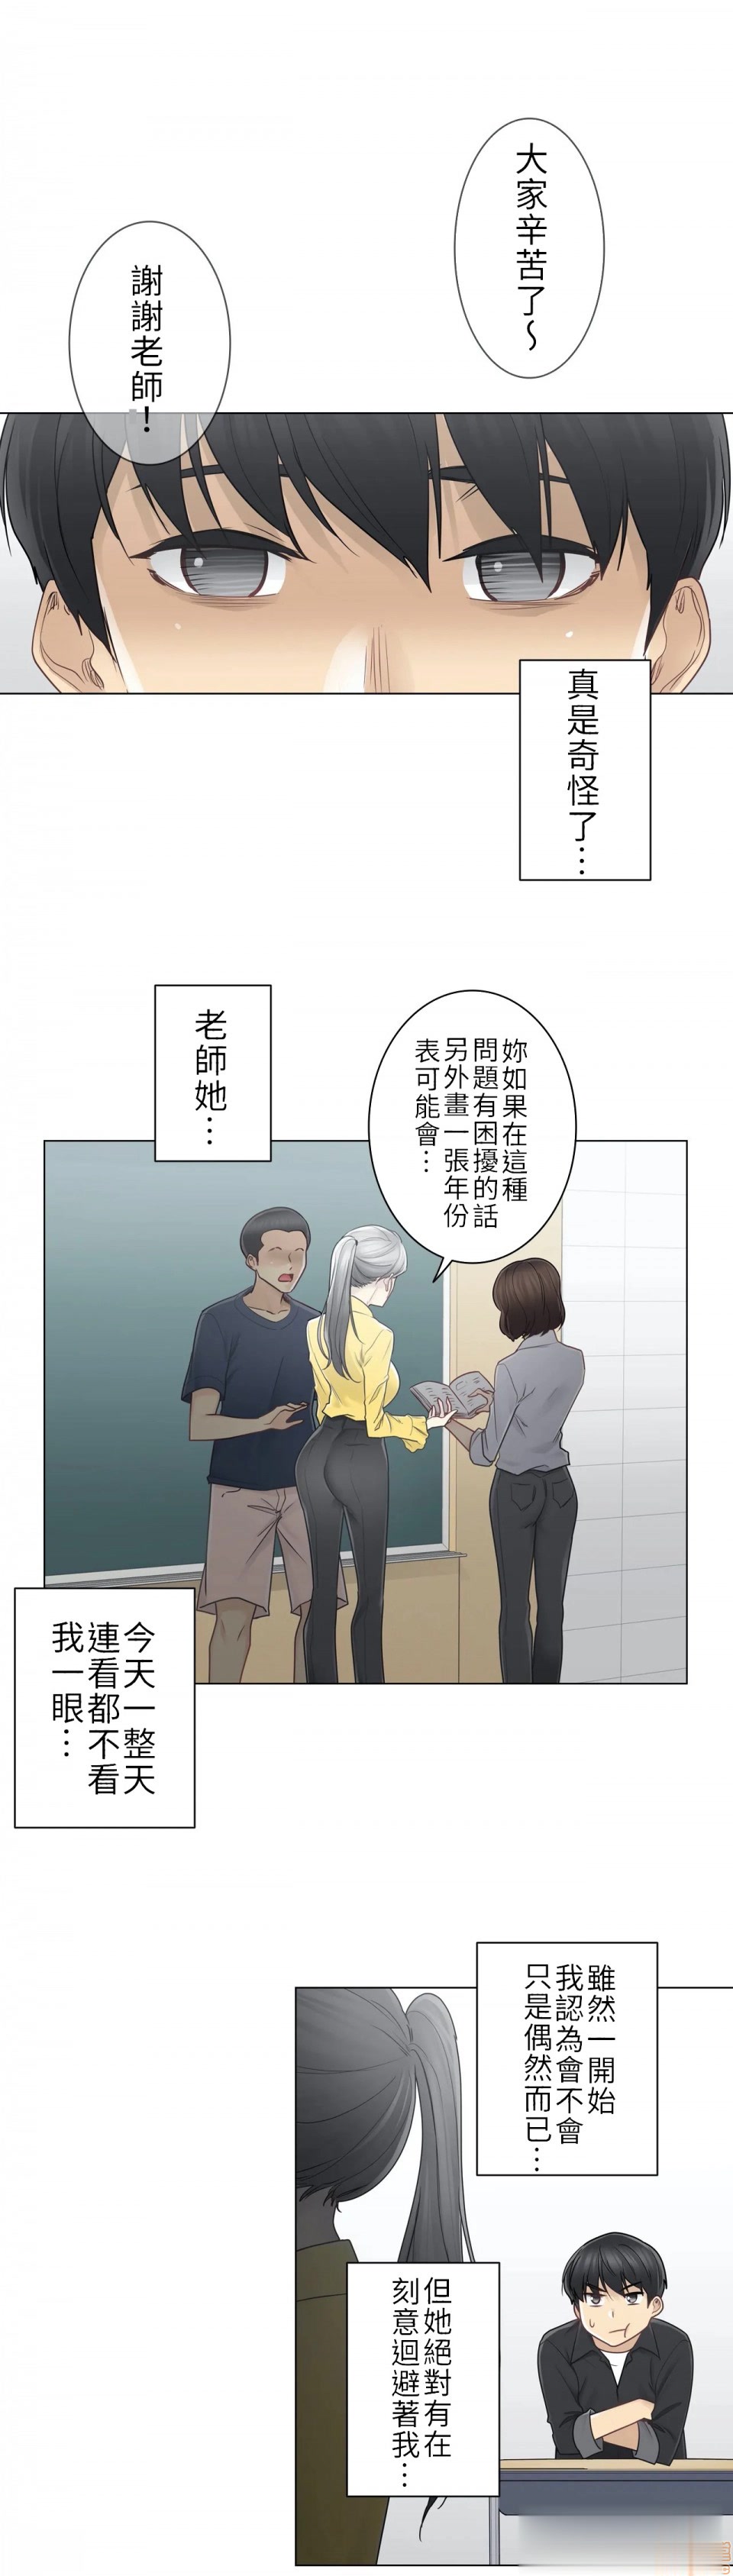 大家辛苦了～
謝謝老師！
真是奇怪了…
老師她…
妳如果在這種
問題有困擾的話
另外畫一張年份
表可能會…
今天一整天
連看都不看
我一眼…
雖然一開始
我認為會不會
只是偶然而已…
但她絕對有在
刻意迴避著我…